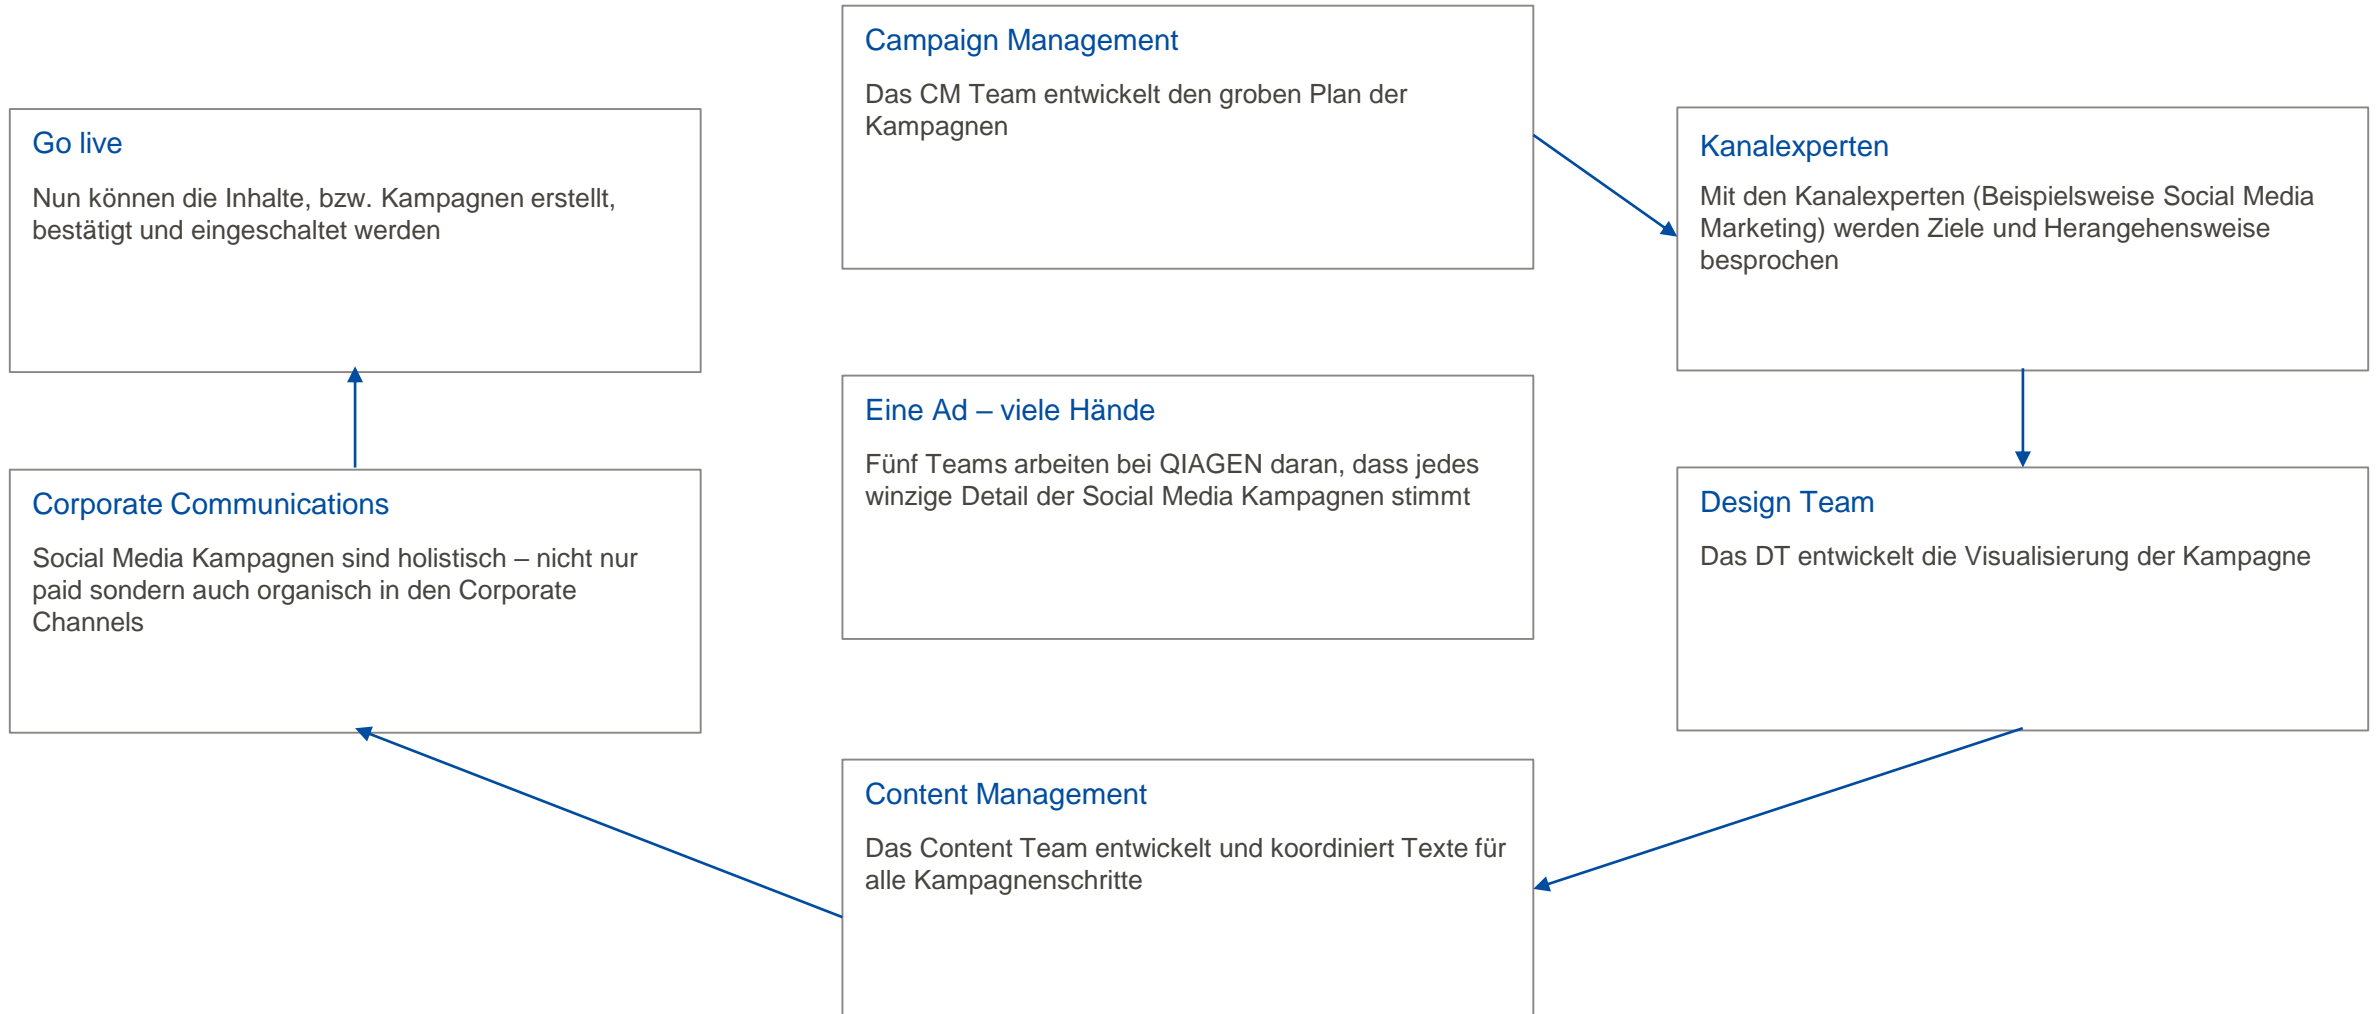 Campaign Management
Das CM Team entwickelt den groben Plan der
Kampagnen
Kanalexperten
Mit den Kanalexperten (Beispielsweise Social Media
Marketing) werden Ziele und Herangehensweise
besprochen
Design Team
Das DT entwickelt die Visualisierung der Kampagne
Content Management
Das Content Team entwickelt und koordiniert Texte für
alle Kampagnenschritte
Corporate Communications
Social Media Kampagnen sind holistisch – nicht nur
paid sondern auch organisch in den Corporate
Channels
Go live
Nun können die Inhalte, bzw. Kampagnen erstellt,
bestätigt und eingeschaltet werden
Eine Ad – viele Hände
Fünf Teams arbeiten bei QIAGEN daran, dass jedes
winzige Detail der Social Media Kampagnen stimmt